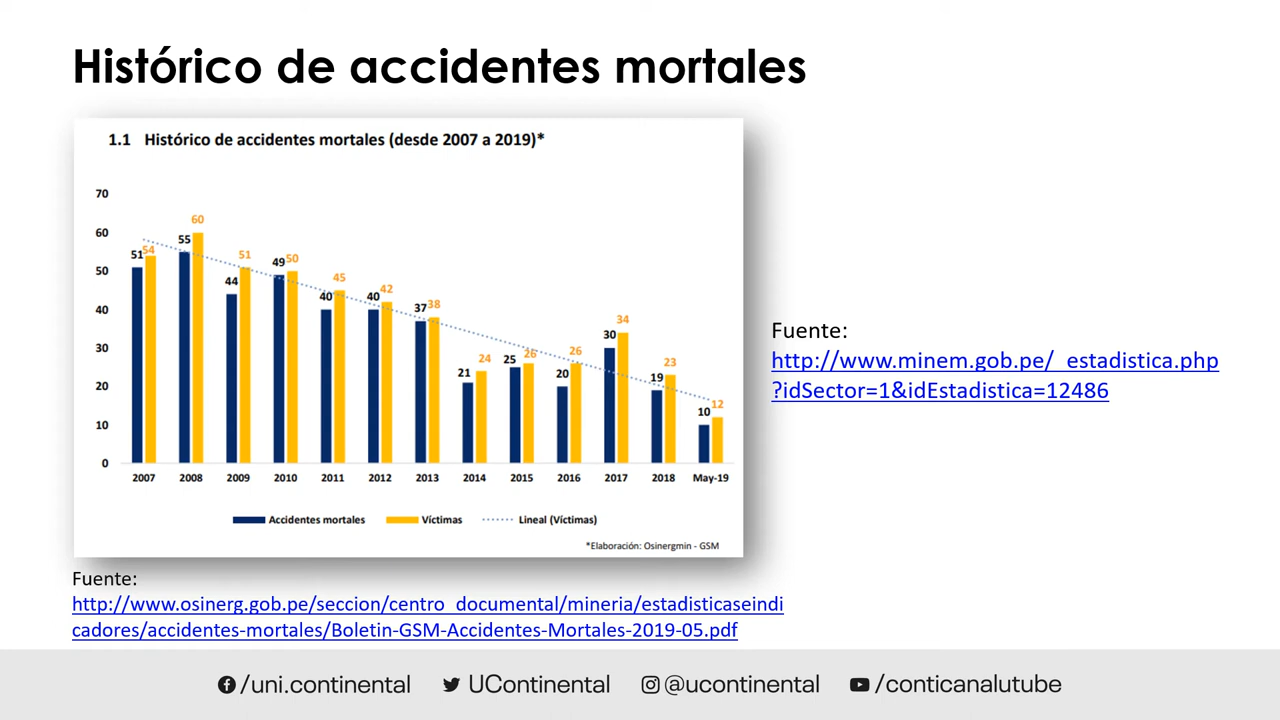 Histórico de accidentes mortales
1.1 Histórico de accidentes mortales (desde 2007 a 2019)*
70
60
50
40
30
20
10
0
51 54
55 60
44 51
49 50
40 45
40 42
37 38
21 24
25 26
20 26
30 34
19 23
10 12
2007 2008 2009 2010 2011 2012 2013 2014 2015 2016 2017 2018 May-19
Accidentes mortales Víctimas Lineal (Víctimas)
*Elaboración: Osinergmin - GSM
Fuente:
http://www.minem.gob.pe/_estadistica.php
?idSector=1&idEstadistica=12486
Fuente:
http://www.osinerg.gob.pe/seccion/centro_documental/mineria/estadisticaseindi
cadores/accidentes-mortales/Boletin-GSM-Accidentes-Mortales-2019-05.pdf
/uni.continental UContinental @ucontinental /conticanalutube